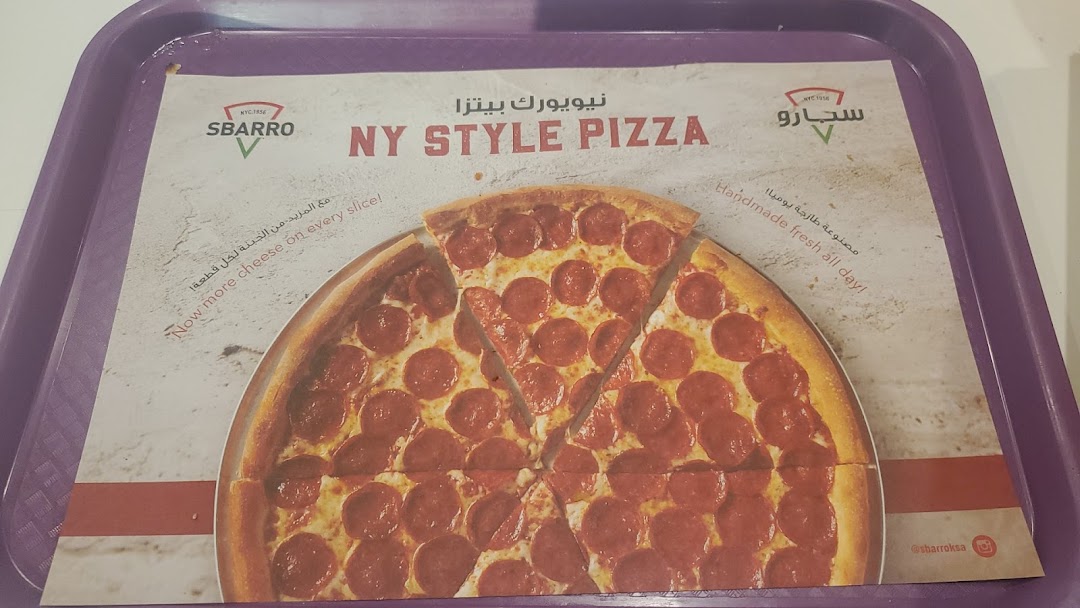 NYC.1956
SBARRO
نيويورك بيتزا
NY STYLE PIZZA
NYC.1956
سبارو
مع المزيد من الجبنة لكل قطعة!
Now more cheese on every slice!
مصنوعة طازجة يوميا!
Handmade fresh all day!
@sbarroksa